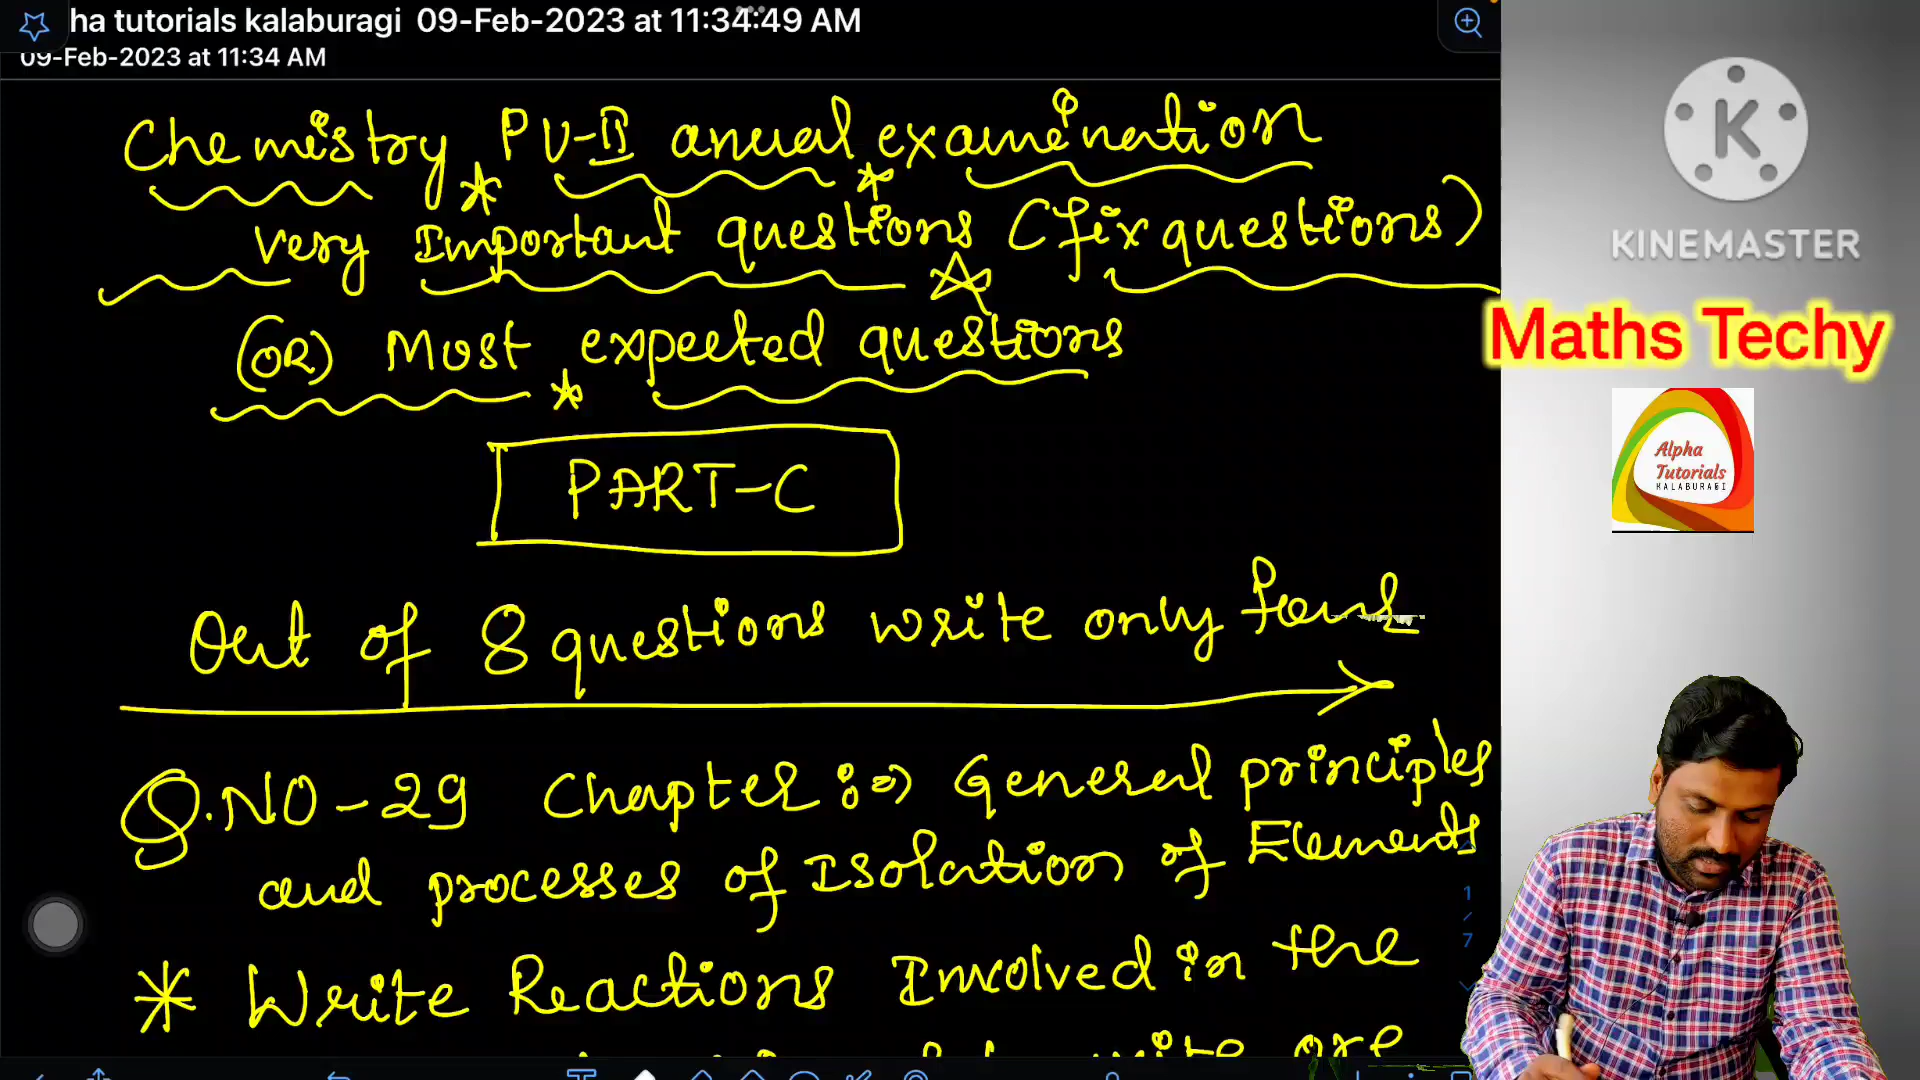 ha tutorials kalaburagi 09-Feb-2023 at 11:34:49 AM
09-Feb-2023 at 11:34 AM
Chemistry PU-II anual examination
very Important questions (fix questions)
(OR) Most expected questions
PART-C
Out of 8 questions write only four
Q.NO-29 Chapter :⇒ General principles
and processes of Isolation of Elements
* Write Reactions Involved in the
ore
1
/
7
K
KINEMASTER
Maths Techy
Alpha
Tutorials
KALABURAGI